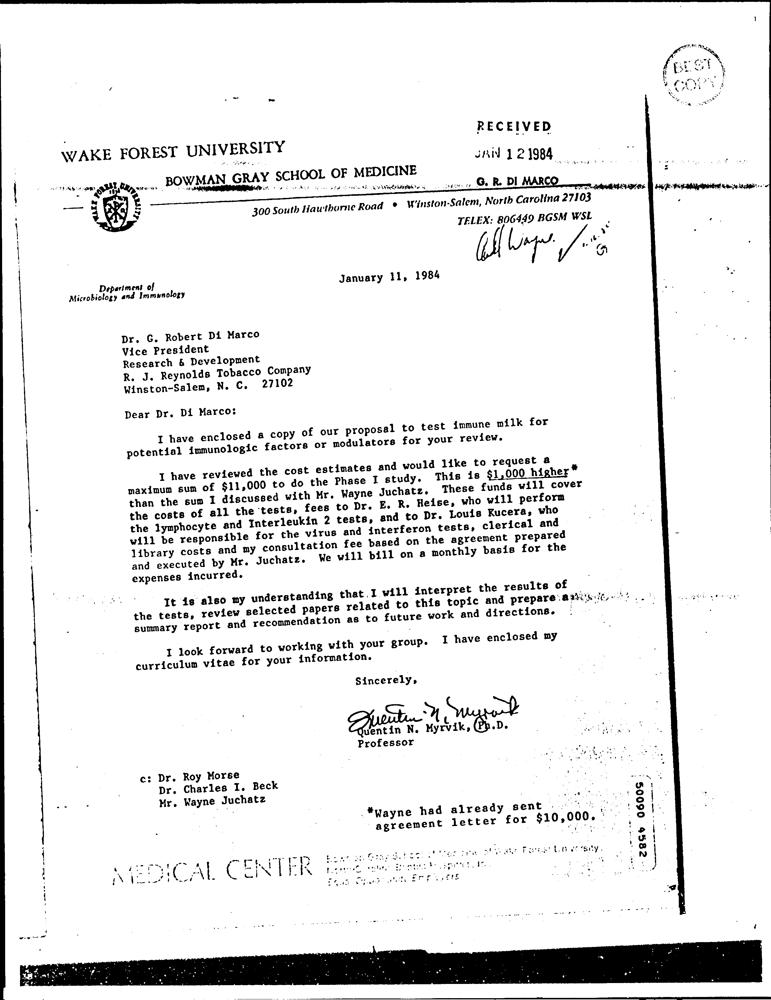 BEST
COPY
RECEIVED
JAN 12 1984
G. R. DI MARCO
WAKE FOREST UNIVERSITY
BOWMAN GRAY SCHOOL OF MEDICINE
300 South Hawthorne Road • Winston-Salem, North Carolina 27103
TELEX: 806449 BGSM WSL
Call Wayne.
January 11, 1984
Department of
Microbiology and Immunology
Dr. G. Robert Di Marco
Vice President
Research & Development
R. J. Reynolds Tobacco Company
Winston-Salem, N. C. 27102
Dear Dr. Di Marco:
I have enclosed a copy of our proposal to test immune milk for
potential immunologic factors or modulators for your review.
I have reviewed the cost estimates and would like to request a
maximum sum of $11,000 to do the Phase I study. This is $1,000 higher*
than the sum I discussed with Mr. Wayne Juchatz. These funds will cover
the costs of all the tests, fees to Dr. E. R. Heise, who will perform
the lymphocyte and Interleukin 2 tests, and to Dr. Louis Kucera, who
will be responsible for the virus and interferon tests, clerical and
library costs and my consultation fee based on the agreement prepared
and executed by Mr. Juchatz. We will bill on a monthly basis for the
expenses incurred.
It is also my understanding that I will interpret the results of
the tests, review selected papers related to this topic and prepare a
summary report and recommendation as to future work and directions.
I look forward to working with your group. I have enclosed my
curriculum vitae for your information.
Sincerely,
Quentin N. Myrvik
Quentin N. Myrvik, Ph.D.
Professor
c: Dr. Roy Morse
Dr. Charles I. Beck
Mr. Wayne Juchatz
*Wayne had already sent
agreement letter for $10,000.
50090 4582
MEDICAL CENTER